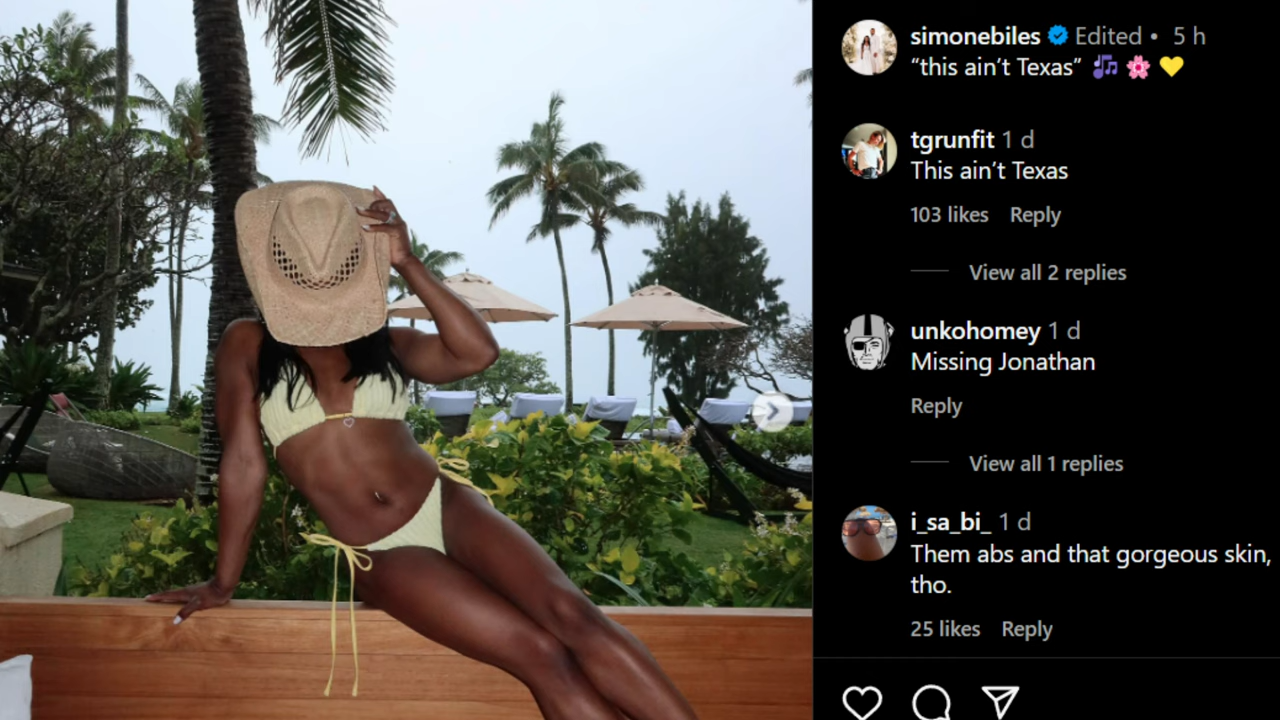 simonebiles Edited • 5 h
“this ain’t Texas” 🎶 🌸 💛
tgrunfit 1 d
This ain’t Texas
103 likes Reply
View all 2 replies
unkohomey 1 d
Missing Jonathan
Reply
View all 1 replies
i_sa_bi_ 1 d
Them abs and that gorgeous skin,
tho.
25 likes Reply